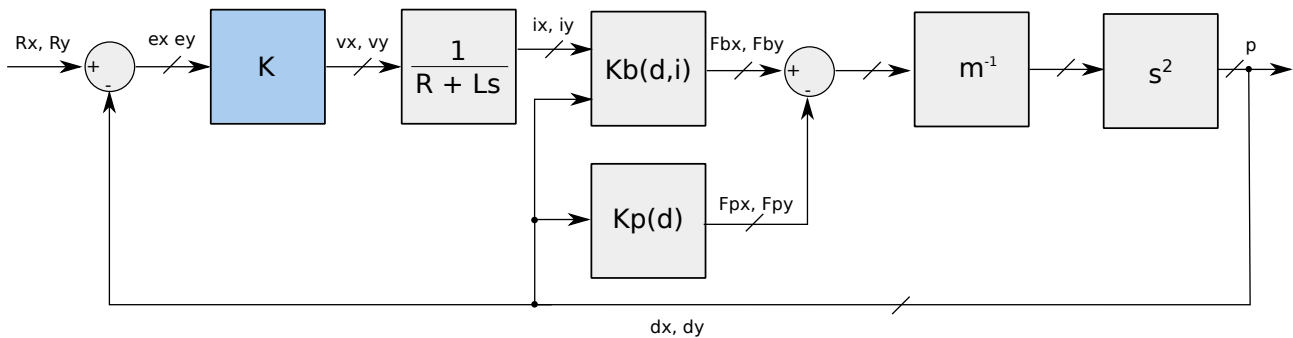 Rx, Ry
+
-
ex ey
K
vx, vy
1
R + Ls
ix, iy
Kb(d,i)
Fbx, Fby
+
-
m⁻¹
s²
p
Kp(d)
Fpx, Fpy
dx, dy